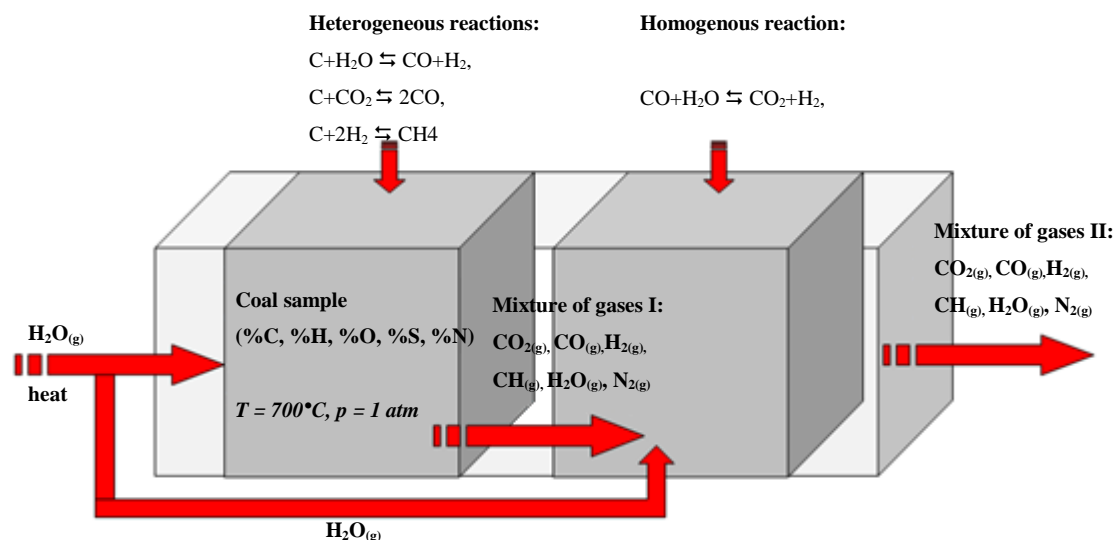 Heterogeneous reactions:
C+H₂O ⇆ CO+H₂,
C+CO₂ ⇆ 2CO,
C+2H₂ ⇆ CH4
Homogenous reaction:
CO+H₂O ⇆ CO₂+H₂,
Coal sample
(%C, %H, %O, %S, %N)
T = 700°C, p = 1 atm
Mixture of gases I:
CO₂(g), CO(g),H₂(g),
CH(g), H₂O(g), N₂(g)
Mixture of gases II:
CO₂(g), CO(g),H₂(g),
CH(g), H₂O(g), N₂(g)
H₂O(g)
heat
H₂O(g)